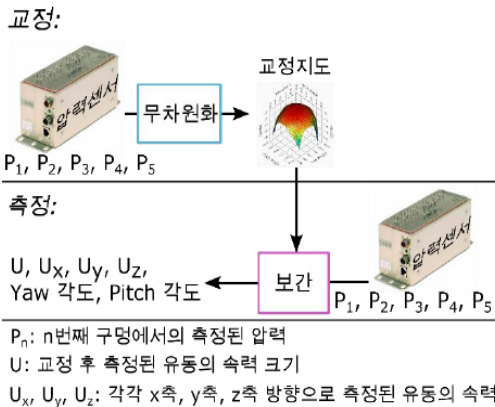 교정:
압력센서
무차원화
교정지도
P₁, P₂, P₃, P₄, P₅
측정:
압력센서
U, Uₓ, Uᵧ, U_z,
Yaw 각도, Pitch 각도
보간
P₁, P₂, P₃, P₄, P₅
Pₙ: n번째 구멍에서의 측정된 압력
U: 교정 후 측정된 유동의 속력 크기
Uₓ, Uᵧ, U_z: 각각 x축, y축, z축 방향으로 측정된 유동의 속력